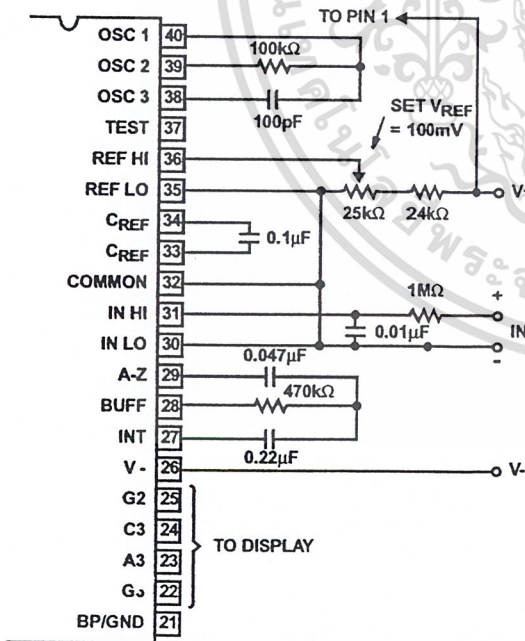 TO PIN 1
OSC 1 40
100kΩ
OSC 2 39
OSC 3 38
100pF
SET VREF
= 100mV
TEST 37
REF HI 36
REF LO 35
25kΩ 24kΩ
V+
CREF 34
0.1µF
CREF 33
COMMON 32
1MΩ
+
IN HI 31
IN
0.01µF
IN LO 30
-
0.047µF
A-Z 29
470kΩ
BUFF 28
INT 27
0.22µF
V - 26
V-
G2 25
C3 24
TO DISPLAY
A3 23
G3 22
BP/GND 21